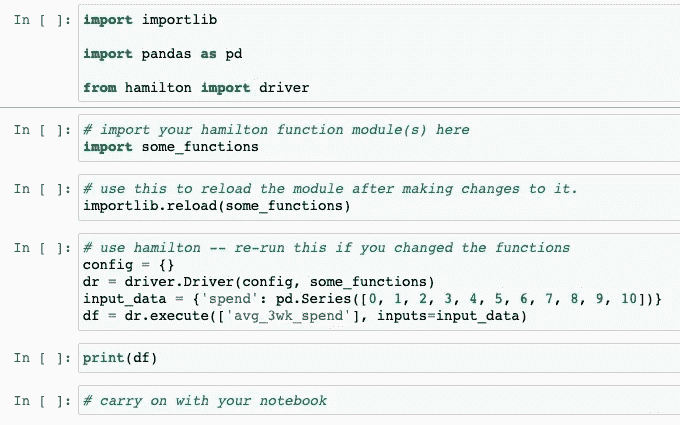 In [ ]: import importlib
import pandas as pd
from hamilton import driver
In [ ]: # import your hamilton function module(s) here
import some_functions
In [ ]: # use this to reload the module after making changes to it.
importlib.reload(some_functions)
In [ ]: # use hamilton -- re-run this if you changed the functions
config = {}
dr = driver.Driver(config, some_functions)
input_data = {'spend': pd.Series([0, 1, 2, 3, 4, 5, 6, 7, 8, 9, 10])}
df = dr.execute(['avg_3wk_spend'], inputs=input_data)
In [ ]: print(df)
In [ ]: # carry on with your notebook